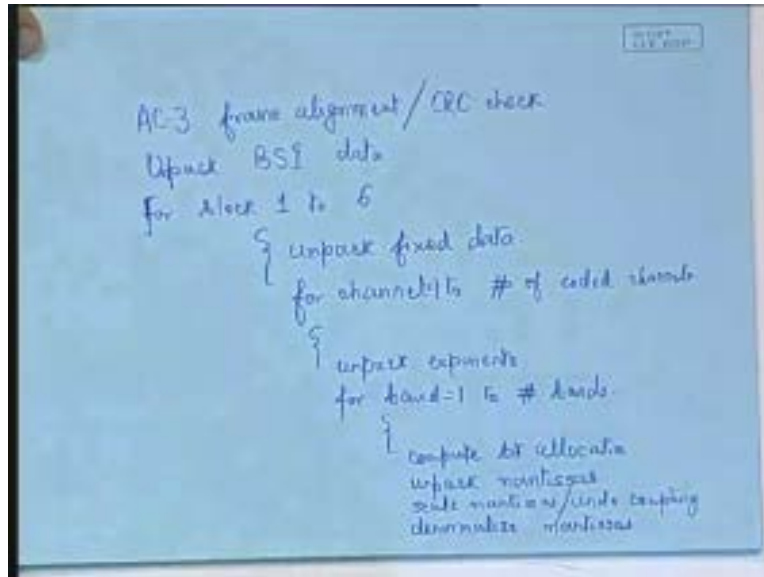 AC-3 frame alignment/CRC check
Unpack BSI data
for block 1 to 6
{ unpack fixed data
for channel=1 to # of coded channels
{
unpack exponents
for band=1 to # bands
{
compute bit allocation
unpack mantissas
scale mantissas/undo coupling
denormalize mantissas